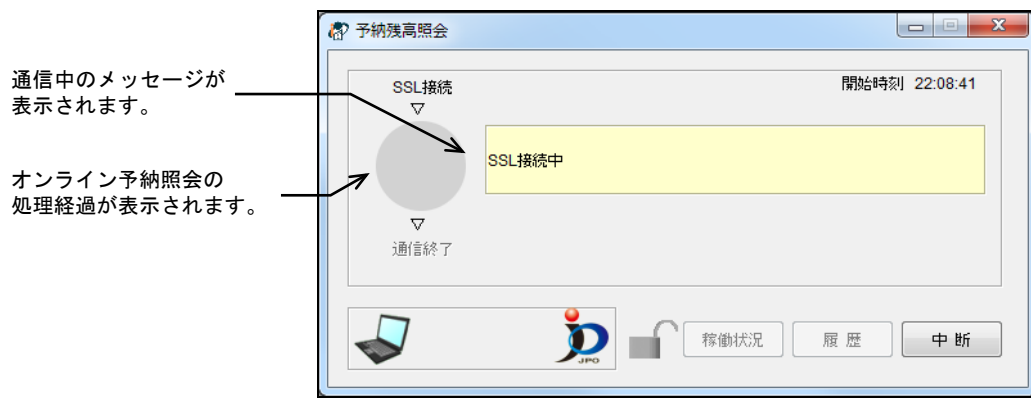 予納残高照会
通信中のメッセージが
表示されます。
SSL接続
▽
開始時刻 22:08:41
SSL接続中
オンライン予納照会の
処理経過が表示されます。
▽
通信終了
JPO
稼働状況
履 歴
中 断